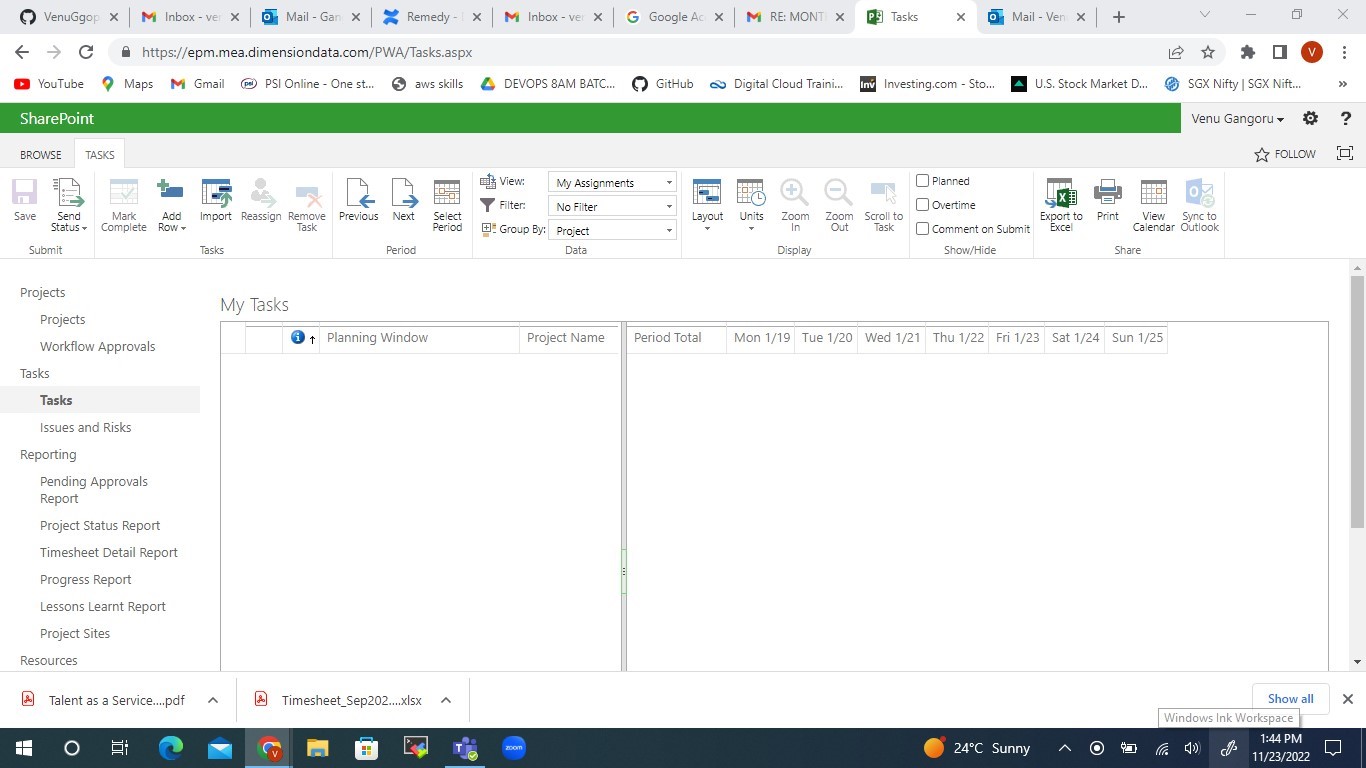 VenuGgop
Inbox - ver
Mail - Gan
Remedy -
Inbox - ver
Google Ac
RE: MONT
Tasks
Mail - Ven
https://epm.mea.dimensiondata.com/PWA/Tasks.aspx
V
YouTube
Maps
Gmail
PSI Online - One st...
aws skills
DEVOPS 8AM BATC...
GitHub
Digital Cloud Traini...
Investing.com - Sto...
U.S. Stock Market D...
SGX Nifty | SGX Nift...
»
SharePoint
Venu Gangoru
?
BROWSE
TASKS
FOLLOW
Save
Send Status
Submit
Mark Complete
Add Row
Import
Reassign
Remove Task
Tasks
Previous
Next
Select Period
Period
View: My Assignments
Filter: No Filter
Group By: Project
Data
Layout
Units
Zoom In
Zoom Out
Scroll to Task
Display
Planned
Overtime
Comment on Submit
Show/Hide
Export to Excel
Print
View Calendar
Sync to Outlook
Share
Projects
Projects
Workflow Approvals
Tasks
Tasks
Issues and Risks
Reporting
Pending Approvals
Report
Project Status Report
Timesheet Detail Report
Progress Report
Lessons Learnt Report
Project Sites
Resources
My Tasks
Planning Window
Project Name
Period Total
Mon 1/19
Tue 1/20
Wed 1/21
Thu 1/22
Fri 1/23
Sat 1/24
Sun 1/25
Talent as a Service....pdf
Timesheet_Sep202....xlsx
Show all
Windows Ink Workspace
zoom
24°C Sunny
1:44 PM
11/23/2022